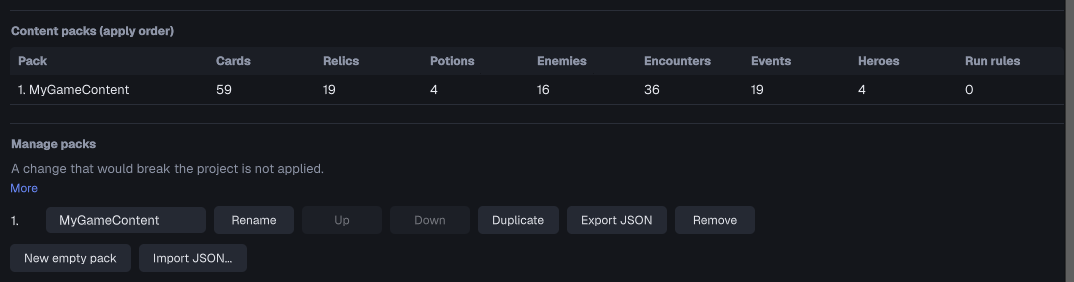 Content packs (apply order)
Pack Cards Relics Potions Enemies Encounters Events Heroes Run rules
1. MyGameContent 59 19 4 16 36 19 4 0
Manage packs
A change that would break the project is not applied.
More
1. MyGameContent Rename Up Down Duplicate Export JSON Remove
New empty pack Import JSON...